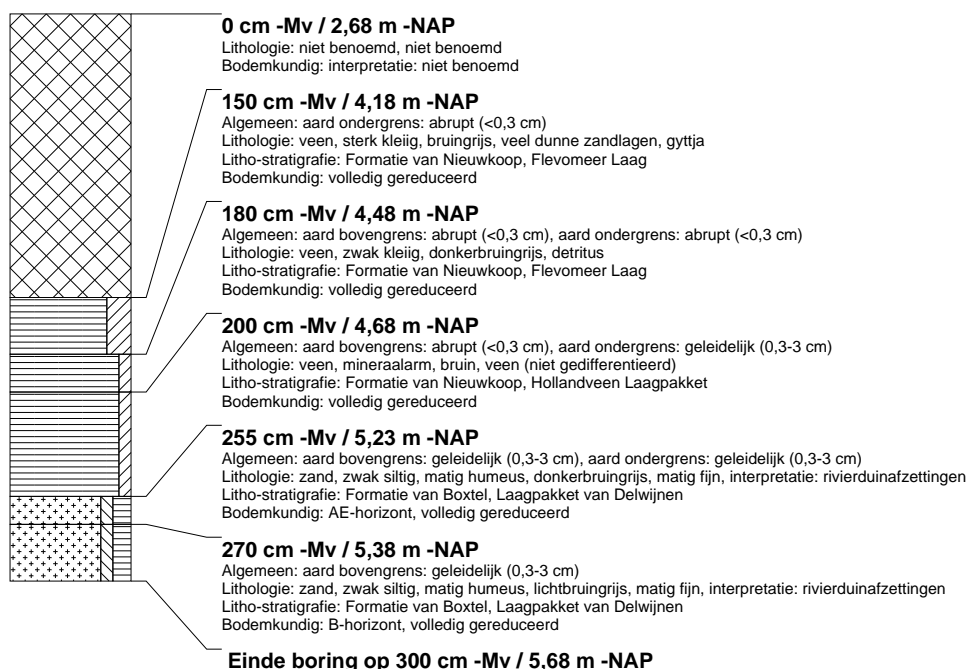 0 cm -Mv / 2,68 m -NAP
Lithologie: niet benoemd, niet benoemd
Bodemkundig: interpretatie: niet benoemd
150 cm -Mv / 4,18 m -NAP
Algemeen: aard ondergrens: abrupt (<0,3 cm)
Lithologie: veen, sterk kleiig, bruingrijs, veel dunne zandlagen, gyttja
Litho-stratigrafie: Formatie van Nieuwkoop, Flevomeer Laag
Bodemkundig: volledig gereduceerd
180 cm -Mv / 4,48 m -NAP
Algemeen: aard bovengrens: abrupt (<0,3 cm), aard ondergrens: abrupt (<0,3 cm)
Lithologie: veen, zwak kleiig, donkerbruingrijs, detritus
Litho-stratigrafie: Formatie van Nieuwkoop, Flevomeer Laag
Bodemkundig: volledig gereduceerd
200 cm -Mv / 4,68 m -NAP
Algemeen: aard bovengrens: abrupt (<0,3 cm), aard ondergrens: geleidelijk (0,3-3 cm)
Lithologie: veen, mineraalarm, bruin, veen (niet gedifferentieerd)
Litho-stratigrafie: Formatie van Nieuwkoop, Hollandveen Laagpakket
Bodemkundig: volledig gereduceerd
255 cm -Mv / 5,23 m -NAP
Algemeen: aard bovengrens: geleidelijk (0,3-3 cm), aard ondergrens: geleidelijk (0,3-3 cm)
Lithologie: zand, zwak siltig, matig humeus, donkerbruingrijs, matig fijn, interpretatie: rivierduinafzettingen
Litho-stratigrafie: Formatie van Boxtel, Laagpakket van Delwijnen
Bodemkundig: AE-horizont, volledig gereduceerd
270 cm -Mv / 5,38 m -NAP
Algemeen: aard bovengrens: geleidelijk (0,3-3 cm)
Lithologie: zand, zwak siltig, matig humeus, lichtbruingrijs, matig fijn, interpretatie: rivierduinafzettingen
Litho-stratigrafie: Formatie van Boxtel, Laagpakket van Delwijnen
Bodemkundig: B-horizont, volledig gereduceerd
Einde boring op 300 cm -Mv / 5,68 m -NAP